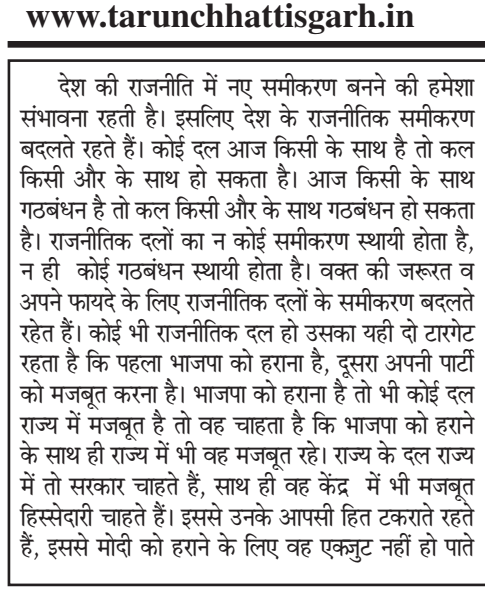 www.tarunchhattisgarh.in
देश की राजनीति में नए समीकरण बनने की हमेशा
संभावना रहती है। इसलिए देश के राजनीतिक समीकरण
बदलते रहते हैं। कोई दल आज किसी के साथ है तो कल
किसी और के साथ हो सकता है। आज किसी के साथ
गठबंधन है तो कल किसी और के साथ गठबंधन हो सकता
है। राजनीतिक दलों का न कोई समीकरण स्थायी होता है,
न ही कोई गठबंधन स्थायी होता है। वक्त की जरूरत व
अपने फायदे के लिए राजनीतिक दलों के समीकरण बदलते
रहेत हैं। कोई भी राजनीतिक दल हो उसका यही दो टारगेट
रहता है कि पहला भाजपा को हराना है, दूसरा अपनी पार्टी
को मजबूत करना है। भाजपा को हराना है तो भी कोई दल
राज्य में मजबूत है तो वह चाहता है कि भाजपा को हराने
के साथ ही राज्य में भी वह मजबूत रहे। राज्य के दल राज्य
में तो सरकार चाहते हैं, साथ ही वह केंद्र में भी मजबूत
हिस्सेदारी चाहते हैं। इससे उनके आपसी हित टकराते रहते
हैं, इससे मोदी को हराने के लिए वह एकजुट नहीं हो पाते